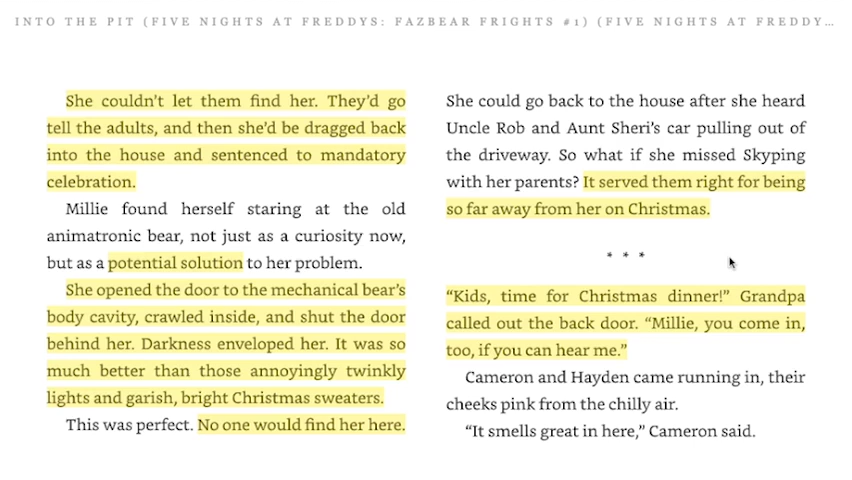 INTO THE PIT (FIVE NIGHTS AT FREDDYS: FAZBEAR FRIGHTS #1) (FIVE NIGHTS AT FREDDY…
She couldn’t let them find her. They’d go
tell the adults, and then she’d be dragged back
into the house and sentenced to mandatory
celebration.
Millie found herself staring at the old
animatronic bear, not just as a curiosity now,
but as a potential solution to her problem.
She opened the door to the mechanical bear’s
body cavity, crawled inside, and shut the door
behind her. Darkness enveloped her. It was so
much better than those annoyingly twinkly
lights and garish, bright Christmas sweaters.
This was perfect. No one would find her here.
She could go back to the house after she heard
Uncle Rob and Aunt Sheri’s car pulling out of
the driveway. So what if she missed Skyping
with her parents? It served them right for being
so far away from her on Christmas.
* * *
“Kids, time for Christmas dinner!” Grandpa
called out the back door. “Millie, you come in,
too, if you can hear me.”
Cameron and Hayden came running in, their
cheeks pink from the chilly air.
“It smells great in here,” Cameron said.